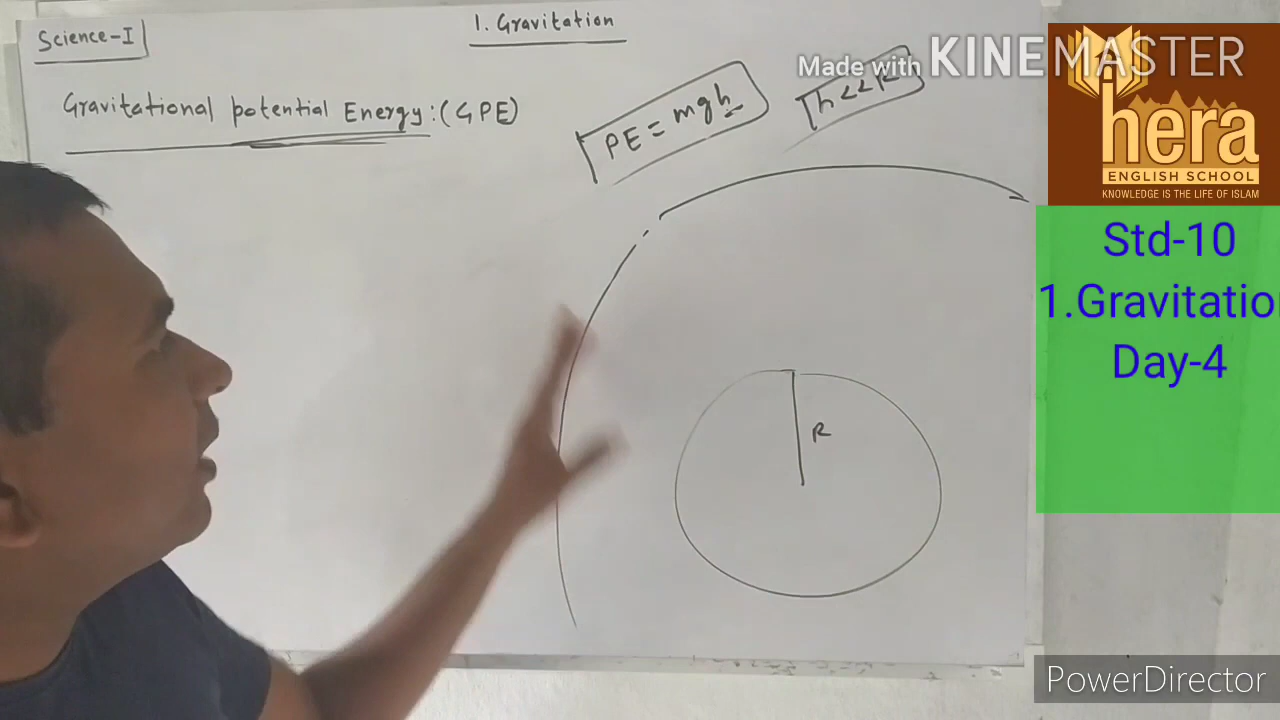 Science-I
1. Gravitation
Gravitational potential Energy:(GPE)
PE = mgh
h<<R
R
Made with KINEMASTER
hera
ENGLISH SCHOOL
KNOWLEDGE IS THE LIFE OF ISLAM
Std-10
1.Gravitation
Day-4
PowerDirector